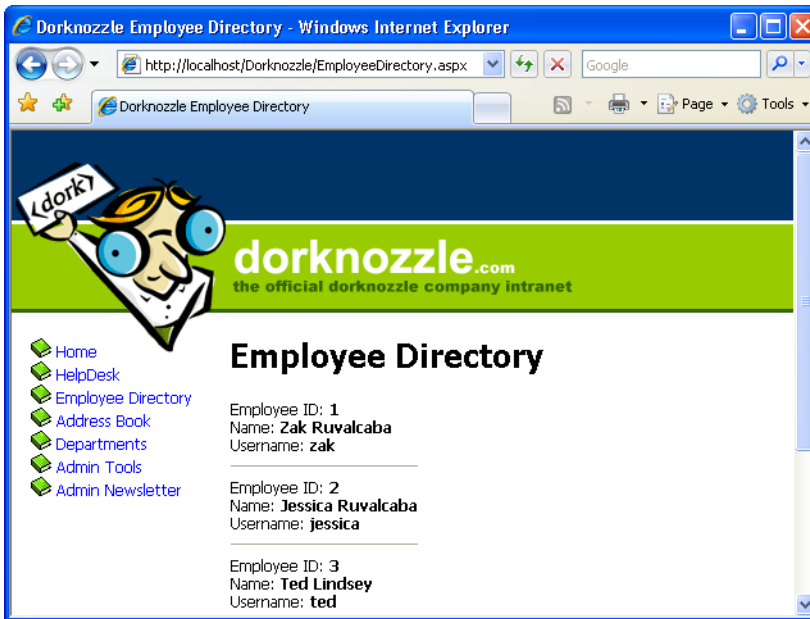 Dorknozzle Employee Directory - Windows Internet Explorer
http://localhost/Dorknozzle/EmployeeDirectory.aspx
Google
Dorknozzle Employee Directory
Page
Tools
<dork>
dorknozzle.com
the official dorknozzle company intranet
Home
HelpDesk
Employee Directory
Address Book
Departments
Admin Tools
Admin Newsletter
Employee Directory
Employee ID: 1
Name: Zak Ruvalcaba
Username: zak
Employee ID: 2
Name: Jessica Ruvalcaba
Username: jessica
Employee ID: 3
Name: Ted Lindsey
Username: ted